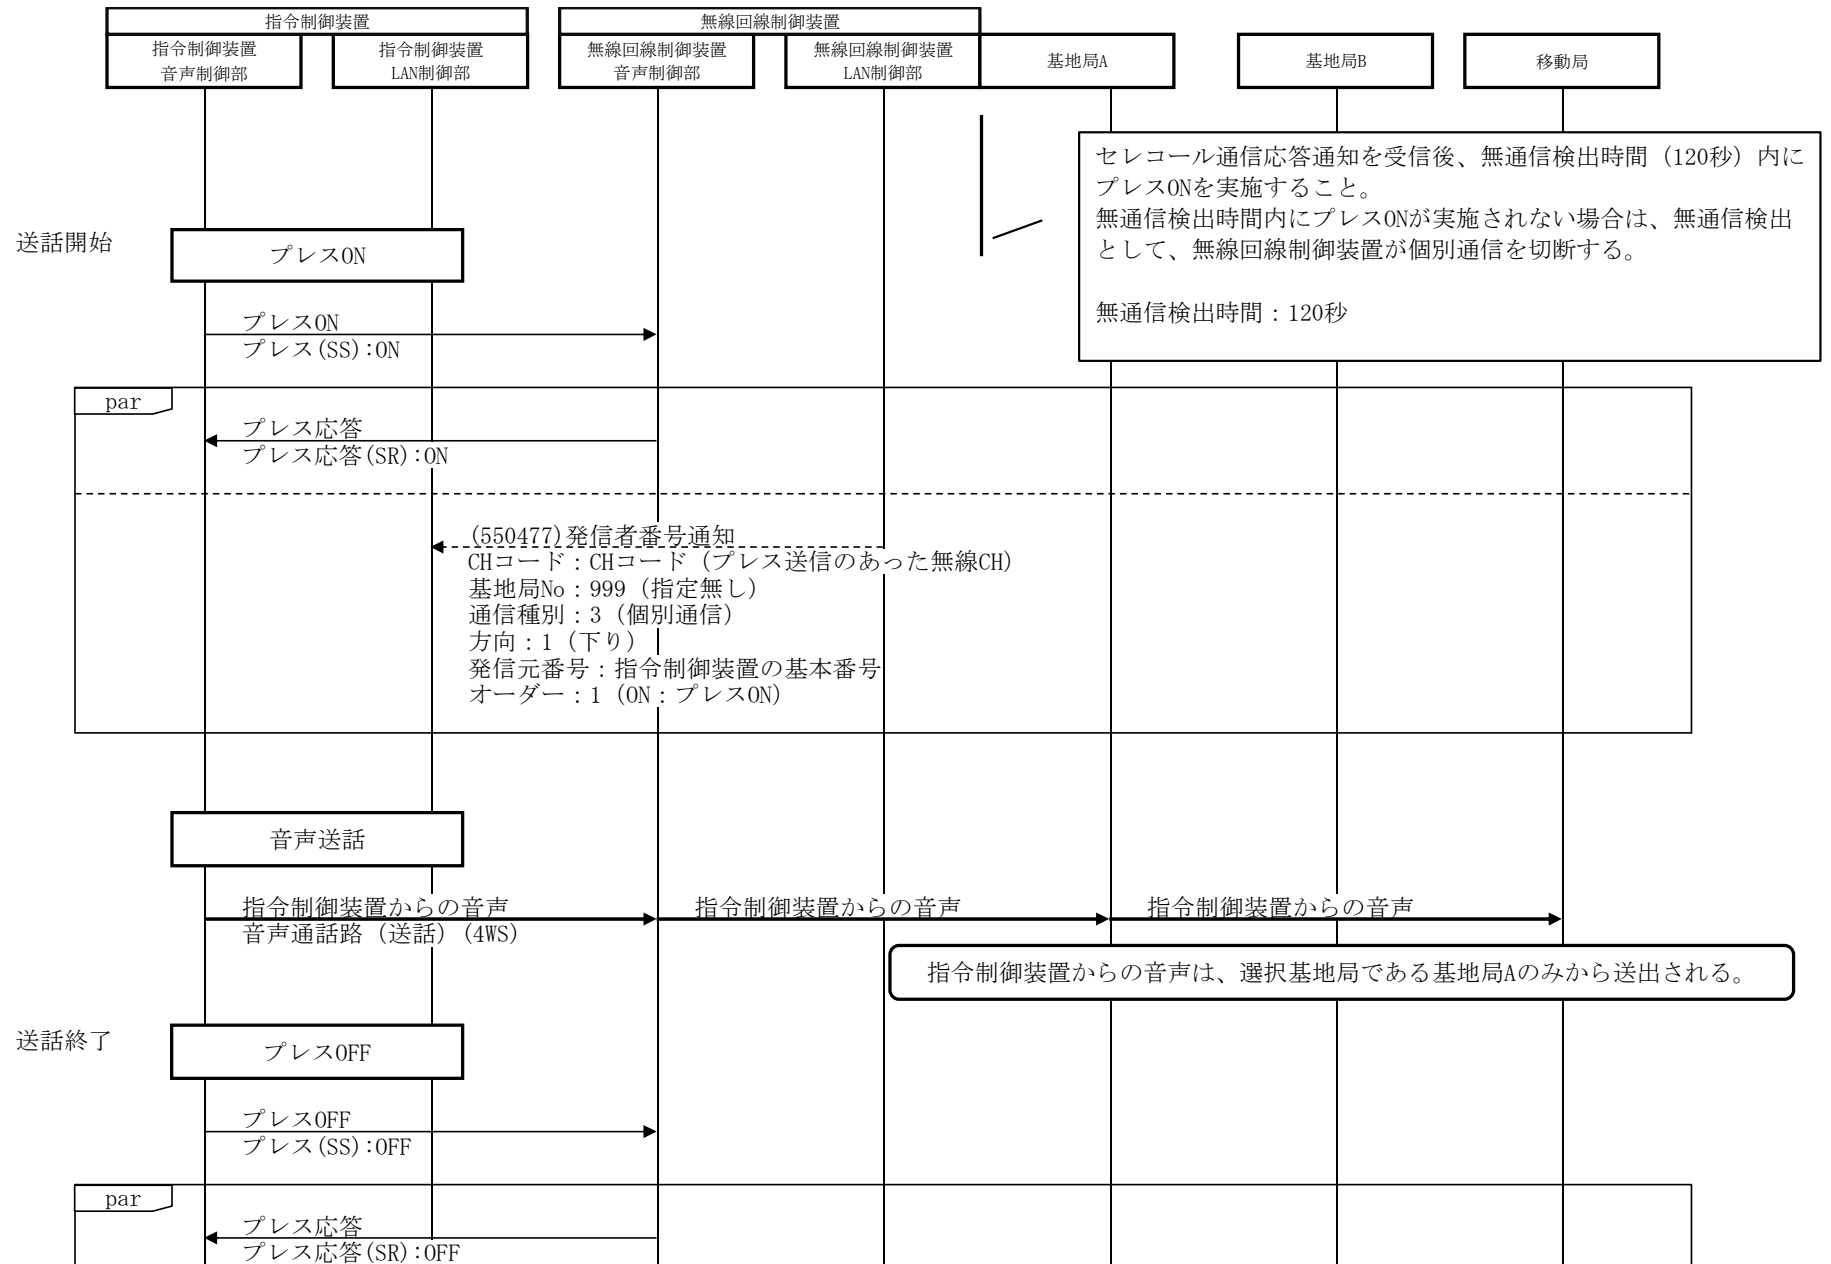 指令制御装置
無線回線制御装置
指令制御装置
音声制御部
指令制御装置
LAN制御部
無線回線制御装置
音声制御部
無線回線制御装置
LAN制御部
基地局A
基地局B
移動局
セレコール通信応答通知を受信後、無通信検出時間（120秒）内に
プレスONを実施すること。
無通信検出時間内にプレスONが実施されない場合は、無通信検出
として、無線回線制御装置が個別通信を切断する。
無通信検出時間：120秒
送話開始
プレスON
プレスON
プレス(SS):ON
par
プレス応答
プレス応答(SR):ON
(550477)発信者番号通知
CHコード：CHコード（プレス送信のあった無線CH）
基地局No：999（指定無し）
通信種別：3（個別通信）
方向：1（下り）
発信元番号：指令制御装置の基本番号
オーダー：1（ON：プレスON）
音声送話
指令制御装置からの音声
音声通話路（送話）(4WS)
指令制御装置からの音声
指令制御装置からの音声
指令制御装置からの音声は、選択基地局である基地局Aのみから送出される。
送話終了
プレスOFF
プレスOFF
プレス(SS):OFF
par
プレス応答
プレス応答(SR):OFF